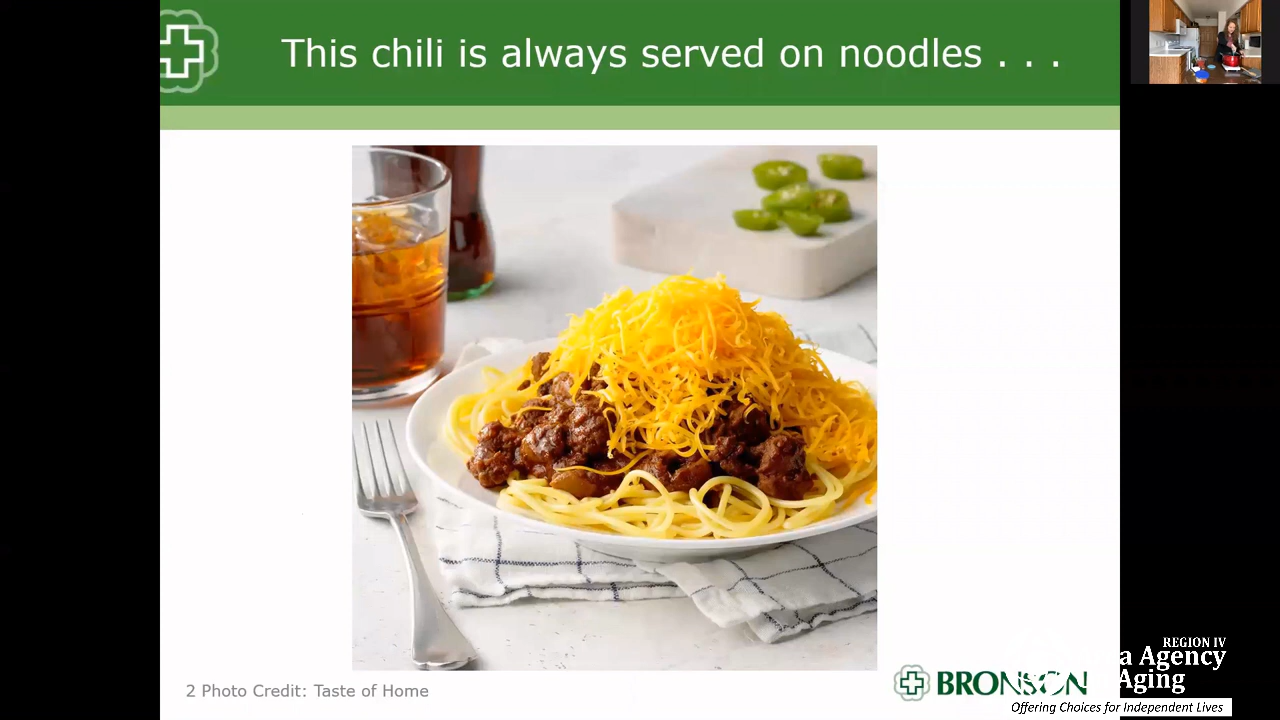 This chili is always served on noodles . . .
2 Photo Credit: Taste of Home
BRONSON
REGION IV
a Agency
Aging
Offering Choices for Independent Lives